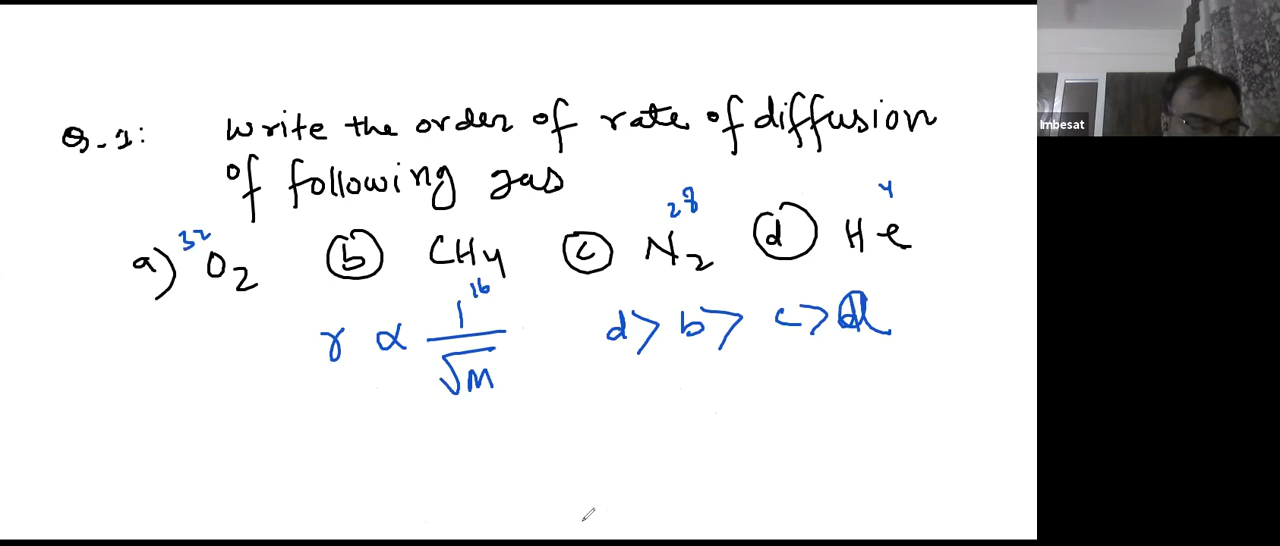 Q-1: Write the order of rate of diffusion
of following gas
a) 32 O2 (b) CH4 16 (c) N2 28 (d) He 4
r ∝ 1/√M d > b > c >
Imbesat